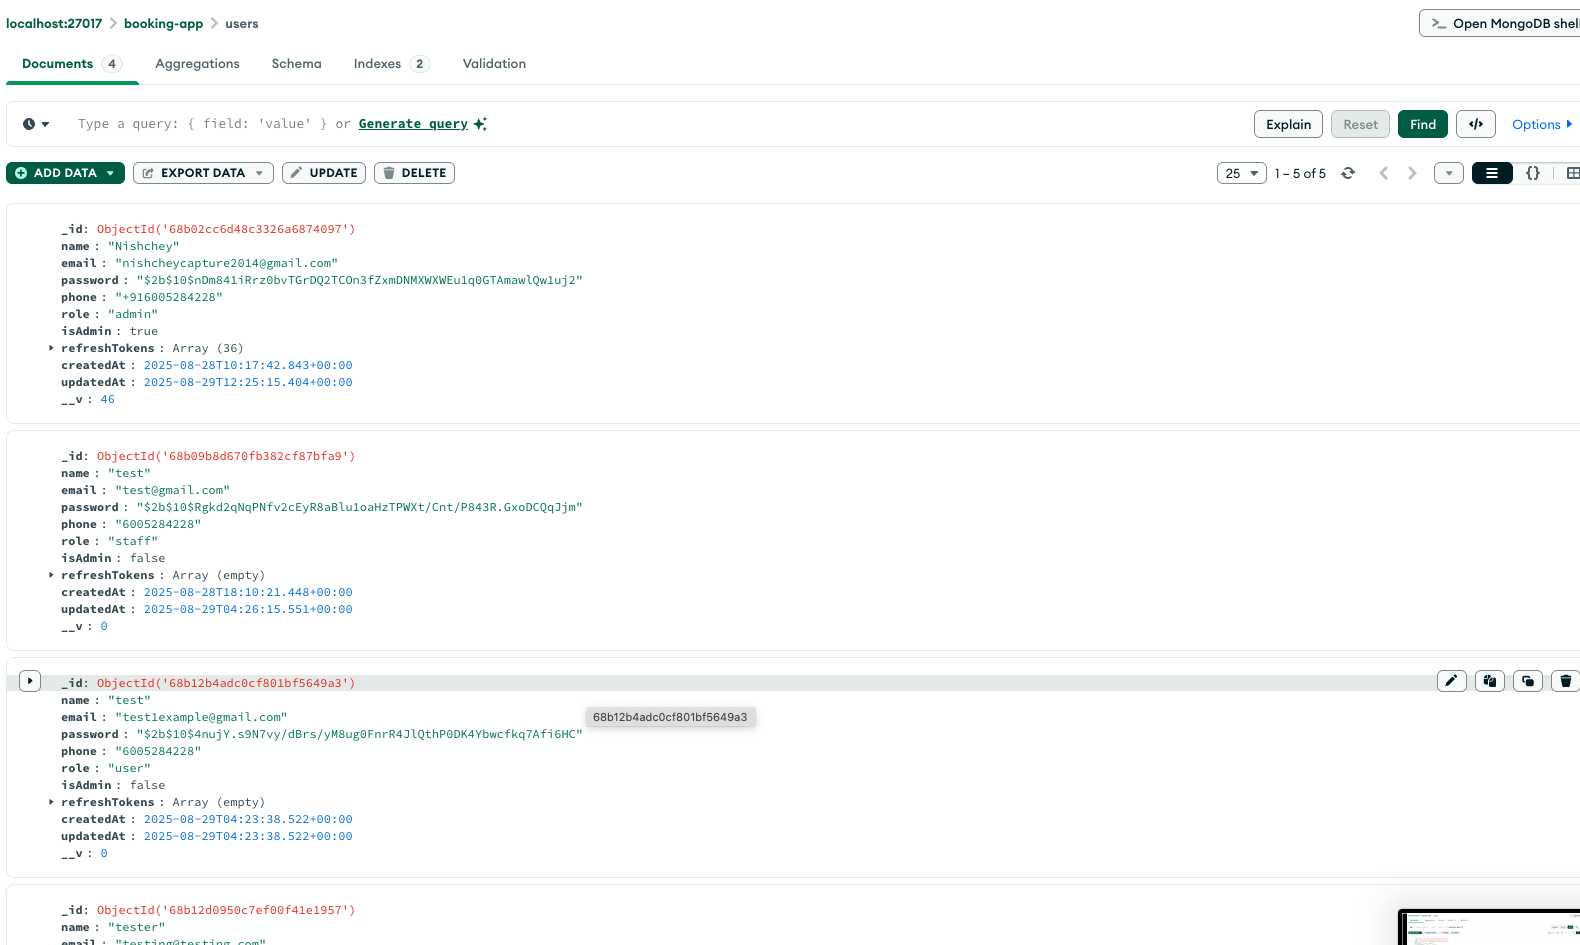 localhost:27017 > booking-app > users
>_ Open MongoDB shell
Documents 4 Aggregations Schema Indexes 2 Validation
Type a query: { field: 'value' } or Generate query
Explain Reset Find </> Options
ADD DATA EXPORT DATA UPDATE DELETE
25 1 – 5 of 5 {}
_id: ObjectId('68b02cc6d48c3326a6874097')
name : "Nishchey"
email : "nishcheycapture2014@gmail.com"
password : "$2b$10$nDm841iRrz0bvTGrDQ2TCOn3fZxmDNMXWXWEu1q0GTAmawlQw1uj2"
phone : "+916005284228"
role : "admin"
isAdmin : true
refreshTokens : Array (36)
createdAt : 2025-08-28T10:17:42.843+00:00
updatedAt : 2025-08-29T12:25:15.404+00:00
__v : 46
_id: ObjectId('68b09b8d670fb382cf87bfa9')
name : "test"
email : "test@gmail.com"
password : "$2b$10$Rgkd2qNqPNfv2cEyR8aBlu1oaHzTPWXt/Cnt/P843R.GxoDCQqJjm"
phone : "6005284228"
role : "staff"
isAdmin : false
refreshTokens : Array (empty)
createdAt : 2025-08-28T18:10:21.448+00:00
updatedAt : 2025-08-29T04:26:15.551+00:00
__v : 0
_id: ObjectId('68b12b4adc0cf801bf5649a3')
name : "test"
email : "test1example@gmail.com"
68b12b4adc0cf801bf5649a3
password : "$2b$10$4nujY.s9N7vy/dBrs/yM8ug0FnrR4JlQthP0DK4Ybwcfkq7Afi6HC"
phone : "6005284228"
role : "user"
isAdmin : false
refreshTokens : Array (empty)
createdAt : 2025-08-29T04:23:38.522+00:00
updatedAt : 2025-08-29T04:23:38.522+00:00
__v : 0
_id: ObjectId('68b12d0950c7ef00f41e1957')
name : "tester"
email : "testing@testing.com"